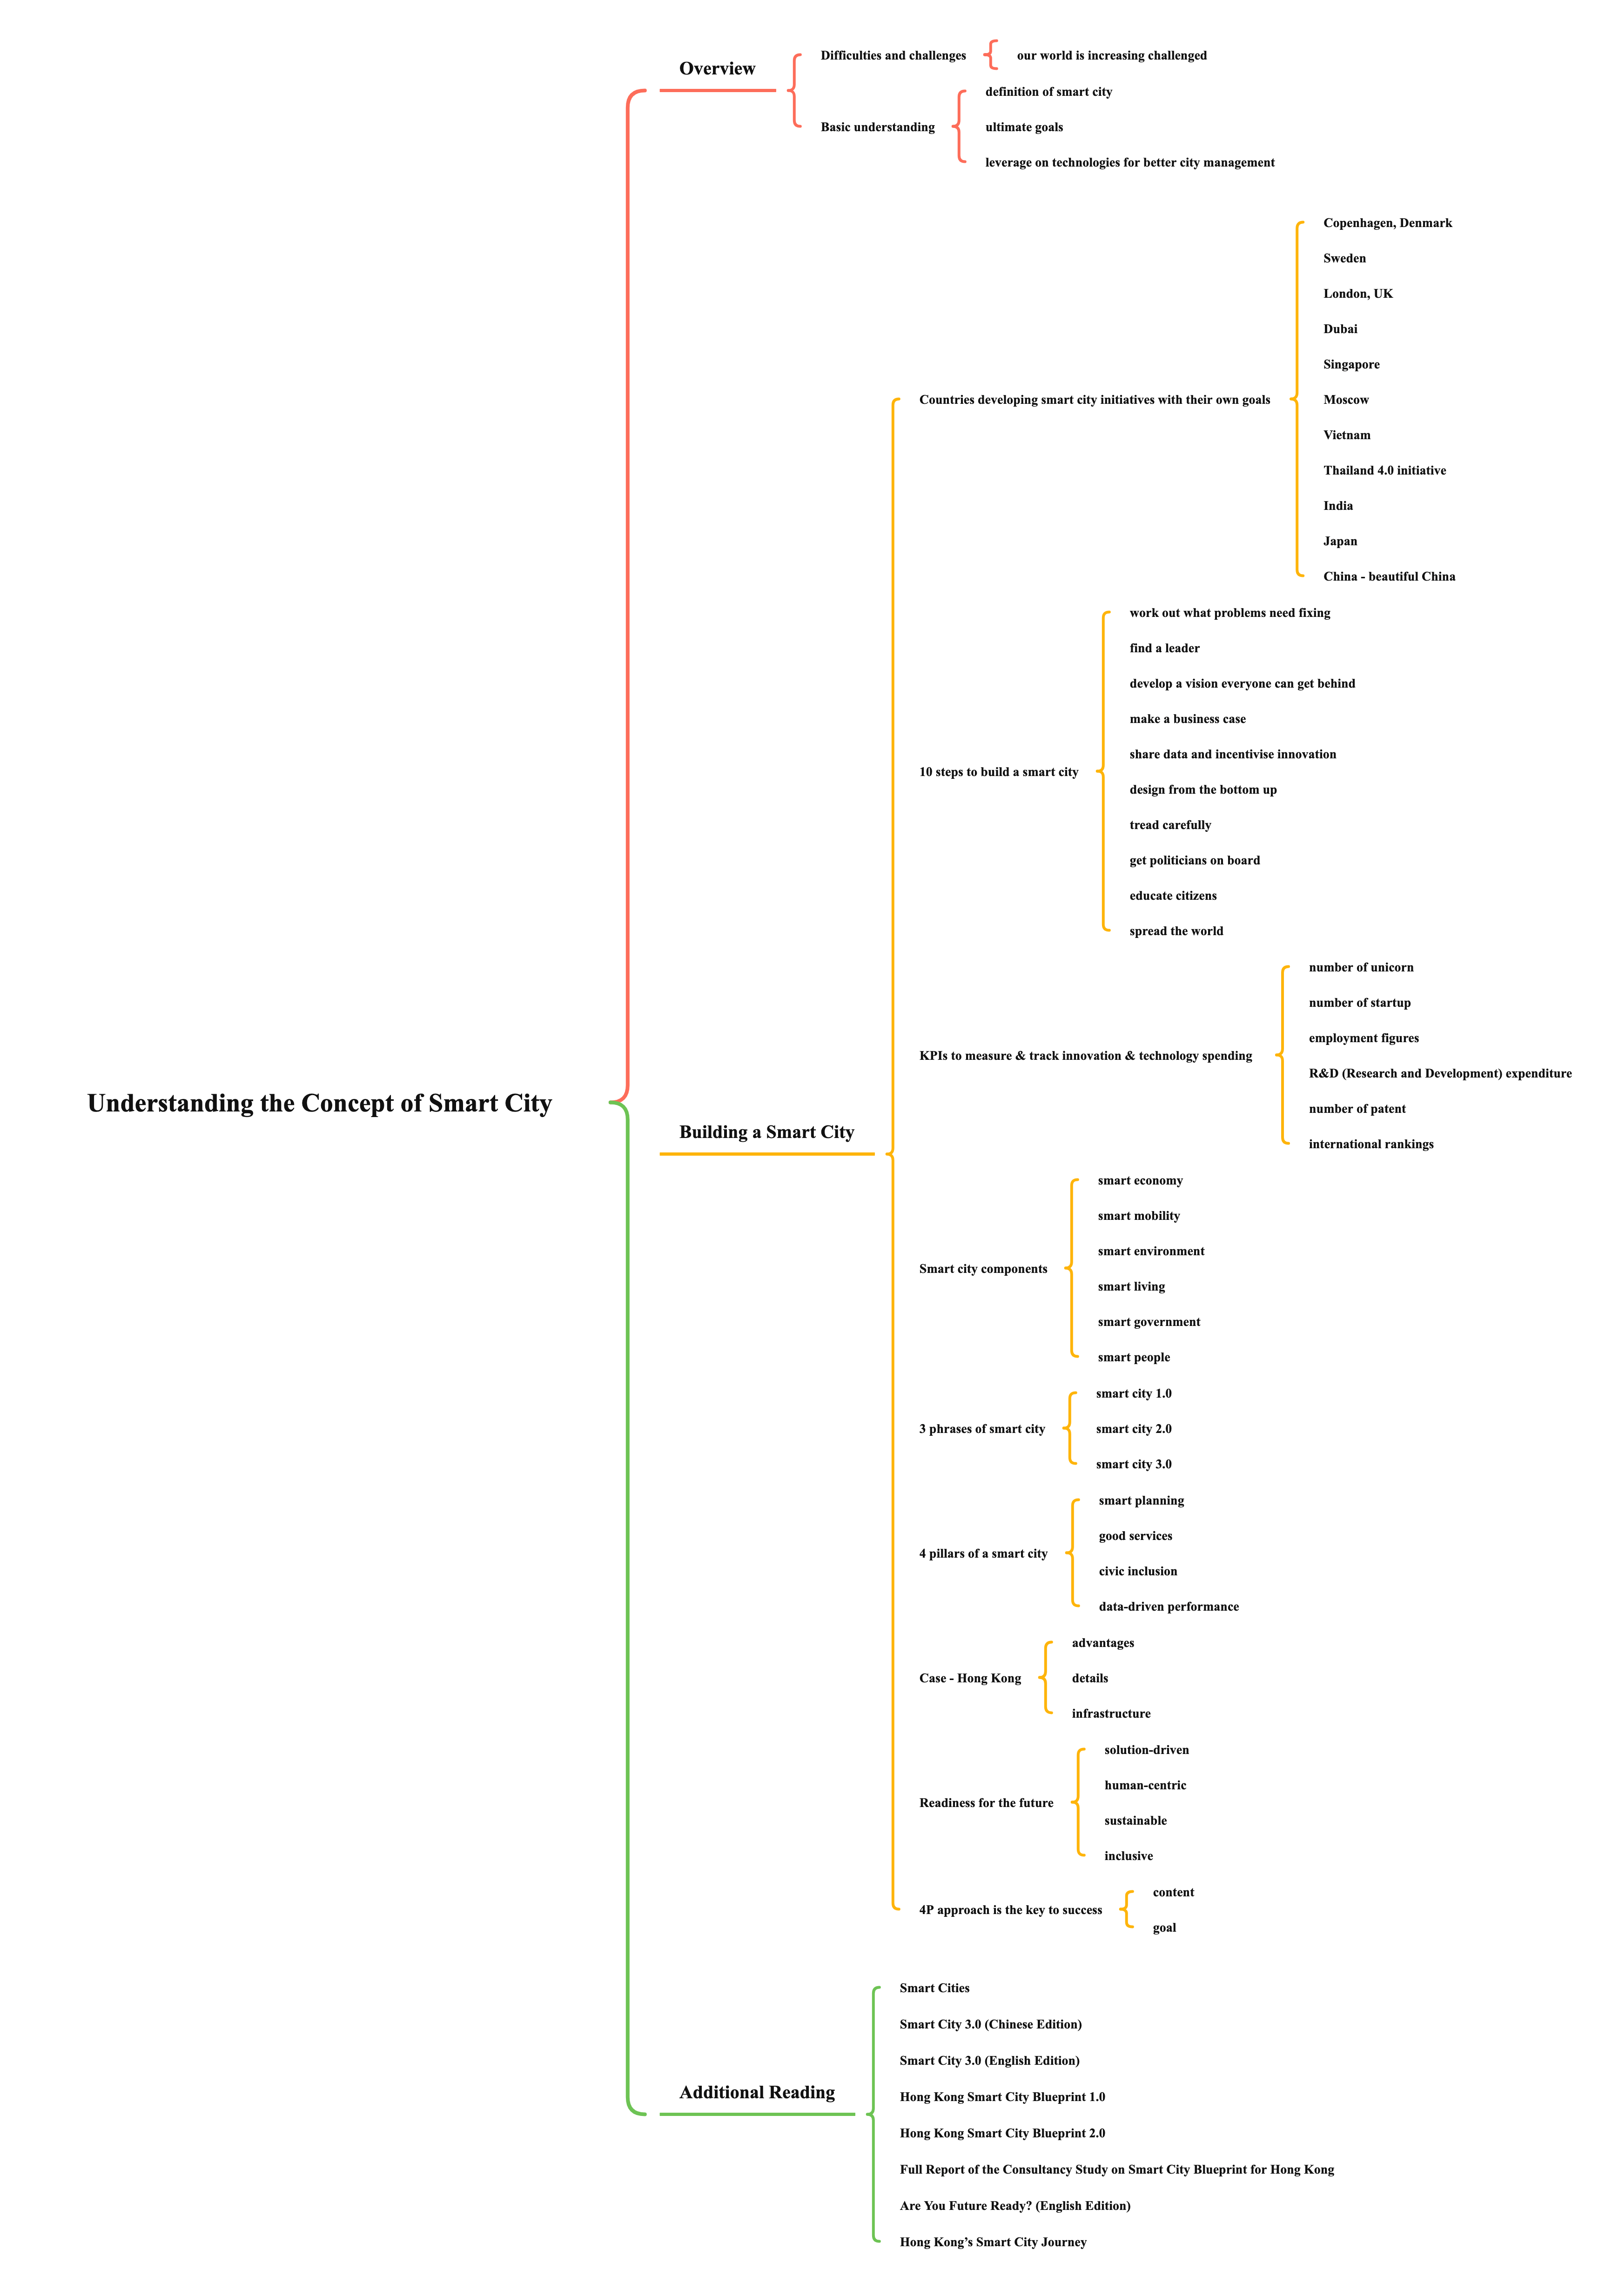 Understanding the Concept of Smart City
Overview
Difficulties and challenges
our world is increasing challenged
Basic understanding
definition of smart city
ultimate goals
leverage on technologies for better city management
Building a Smart City
Countries developing smart city initiatives with their own goals
Copenhagen, Denmark
Sweden
London, UK
Dubai
Singapore
Moscow
Vietnam
Thailand 4.0 initiative
India
Japan
China - beautiful China
10 steps to build a smart city
work out what problems need fixing
find a leader
develop a vision everyone can get behind
make a business case
share data and incentivise innovation
design from the bottom up
tread carefully
get politicians on board
educate citizens
spread the world
KPIs to measure & track innovation & technology spending
number of unicorn
number of startup
employment figures
R&D (Research and Development) expenditure
number of patent
international rankings
Smart city components
smart economy
smart mobility
smart environment
smart living
smart government
smart people
3 phrases of smart city
smart city 1.0
smart city 2.0
smart city 3.0
4 pillars of a smart city
smart planning
good services
civic inclusion
data-driven performance
Case - Hong Kong
advantages
details
infrastructure
Readiness for the future
solution-driven
human-centric
sustainable
inclusive
4P approach is the key to success
content
goal
Additional Reading
Smart Cities
Smart City 3.0 (Chinese Edition)
Smart City 3.0 (English Edition)
Hong Kong Smart City Blueprint 1.0
Hong Kong Smart City Blueprint 2.0
Full Report of the Consultancy Study on Smart City Blueprint for Hong Kong
Are You Future Ready? (English Edition)
Hong Kong’s Smart City Journey